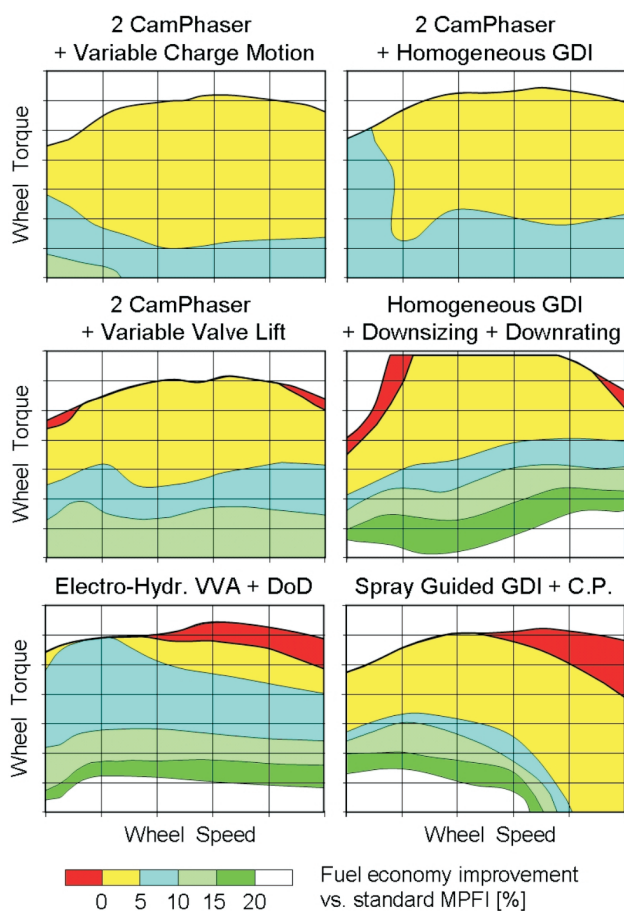 2 CamPhaser
+ Variable Charge Motion
2 CamPhaser
+ Homogeneous GDI
Wheel Torque
2 CamPhaser
+ Variable Valve Lift
Homogeneous GDI
+ Downsizing + Downrating
Wheel Torque
Electro-Hydr. VVA + DoD
Spray Guided GDI + C.P.
Wheel Torque
Wheel Speed
Wheel Speed
0 5 10 15 20
Fuel economy improvement
vs. standard MPFI [%]